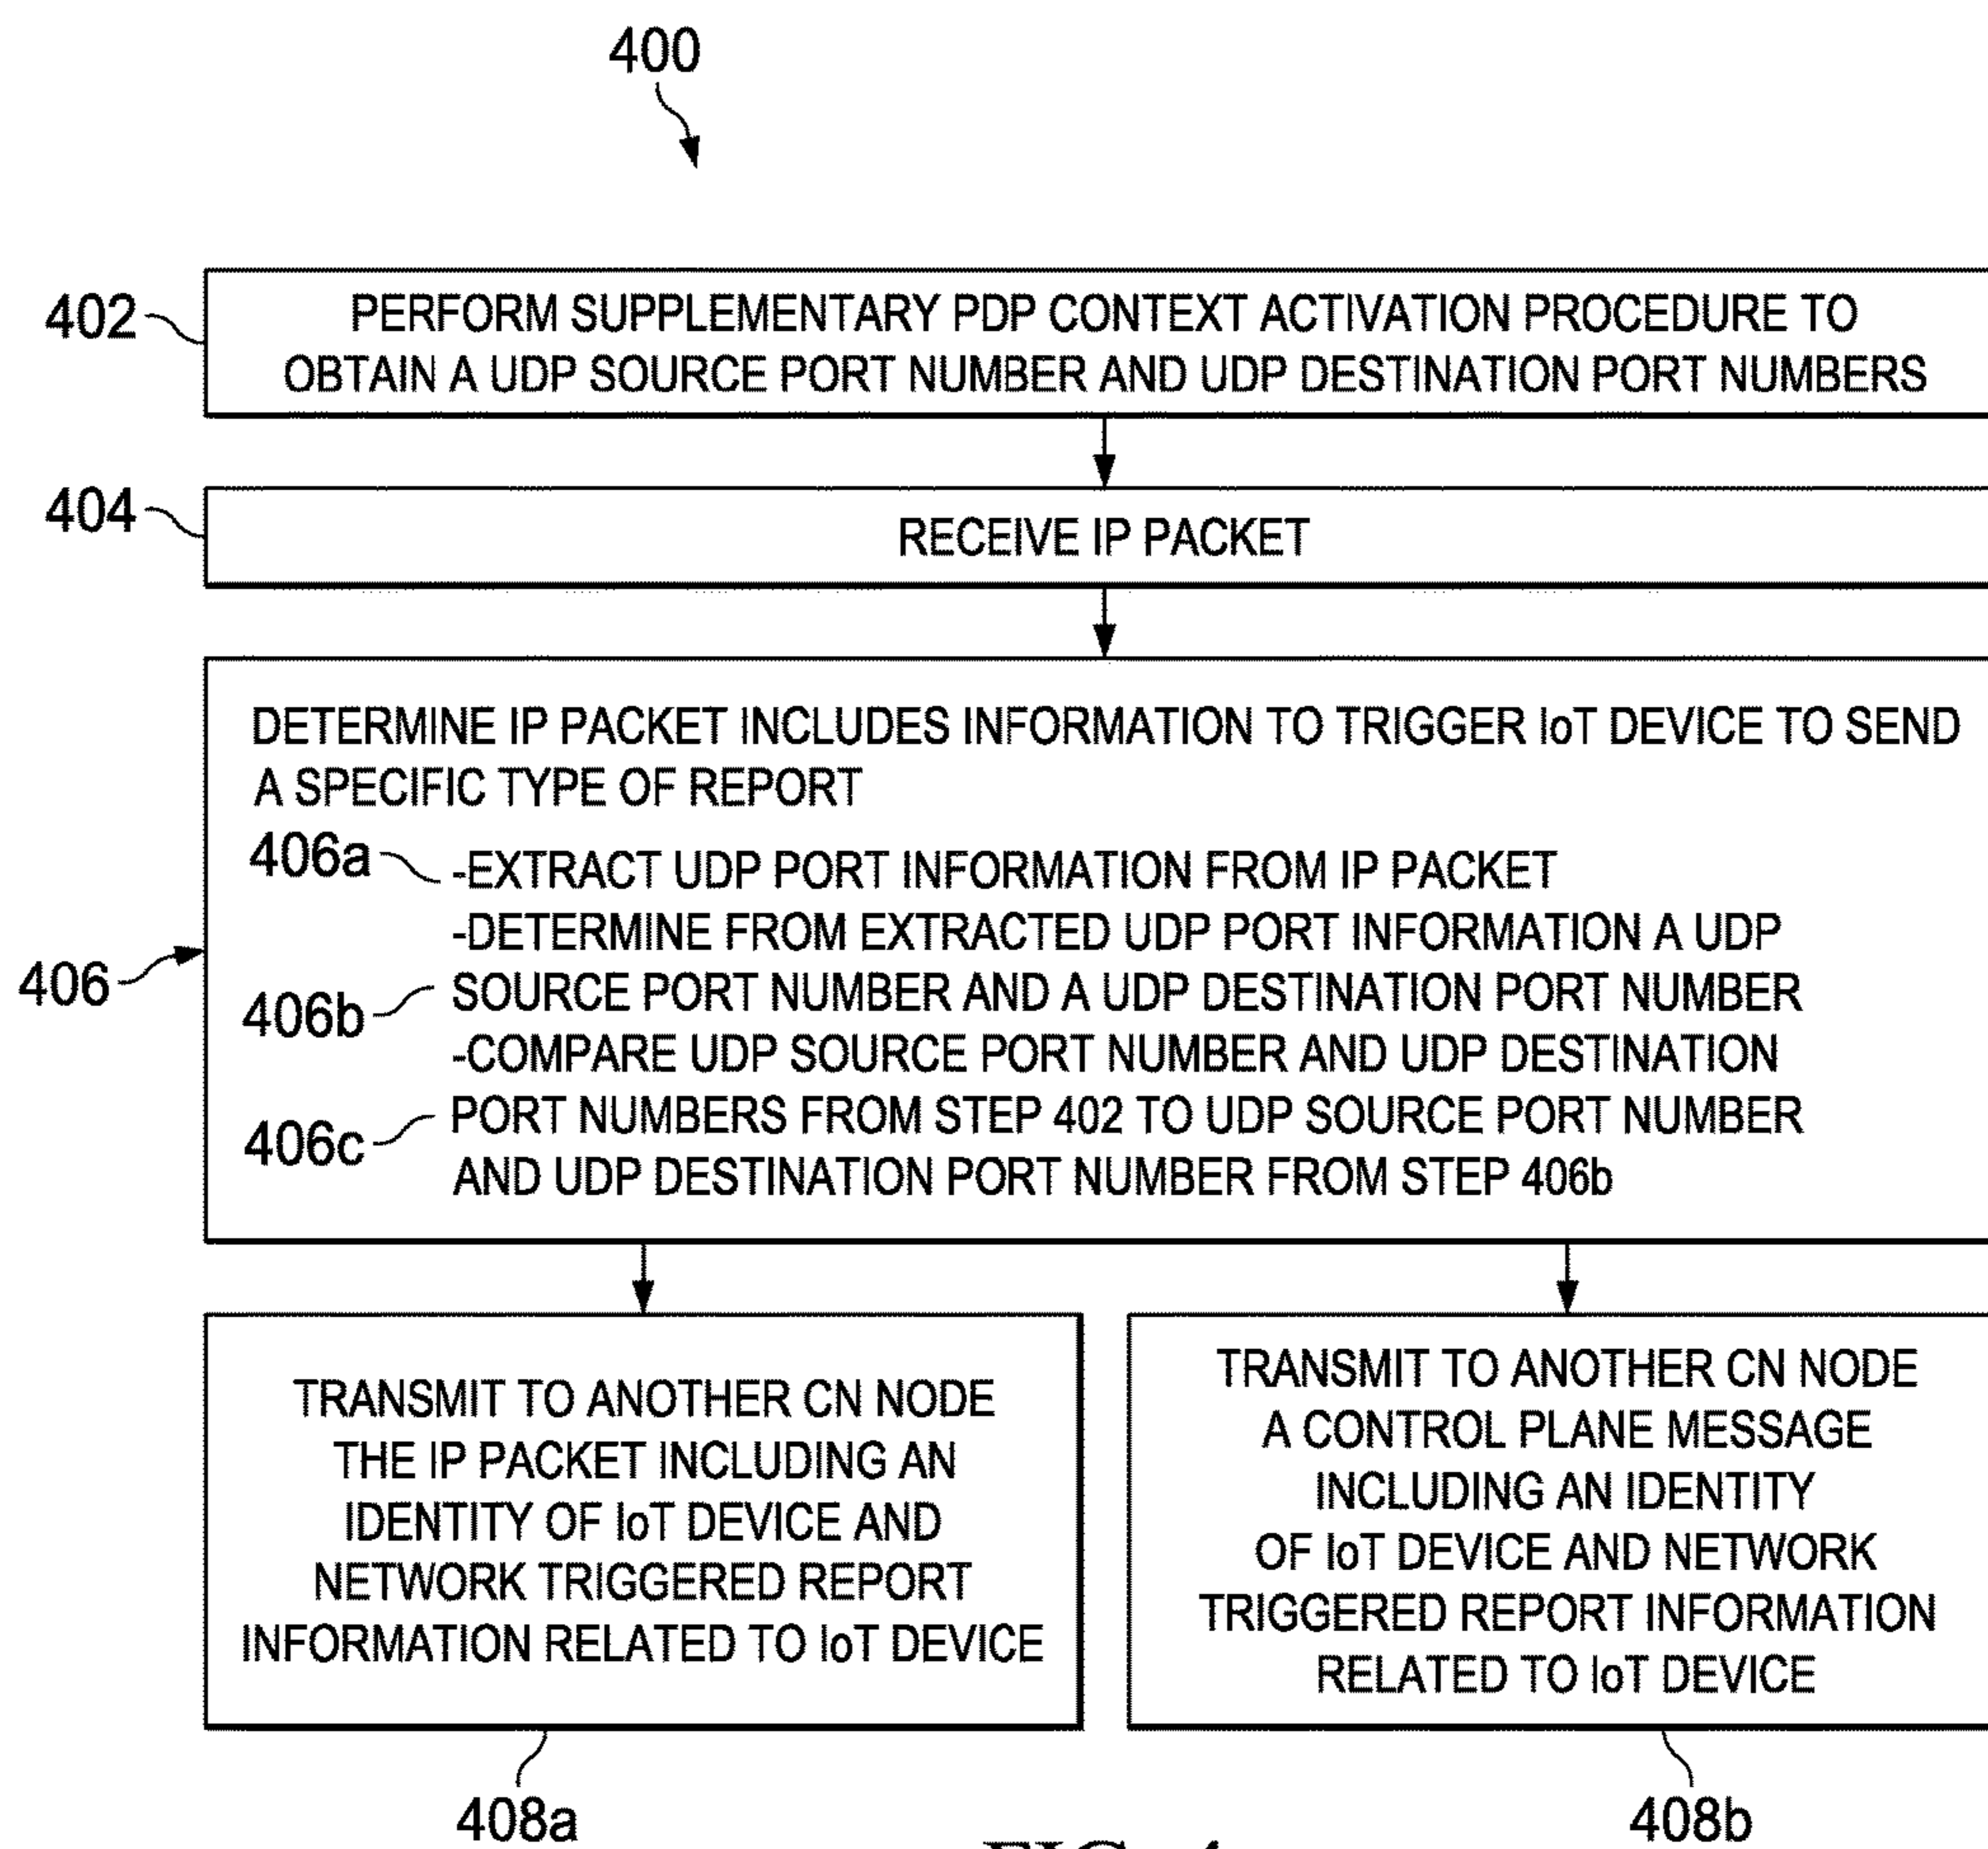 400
402
PERFORM SUPPLEMENTARY PDP CONTEXT ACTIVATION PROCEDURE TO
OBTAIN A UDP SOURCE PORT NUMBER AND UDP DESTINATION PORT NUMBERS
404
RECEIVE IP PACKET
DETERMINE IP PACKET INCLUDES INFORMATION TO TRIGGER IoT DEVICE TO SEND
A SPECIFIC TYPE OF REPORT
406a
-EXTRACT UDP PORT INFORMATION FROM IP PACKET
-DETERMINE FROM EXTRACTED UDP PORT INFORMATION A UDP
406
406b
SOURCE PORT NUMBER AND A UDP DESTINATION PORT NUMBER
-COMPARE UDP SOURCE PORT NUMBER AND UDP DESTINATION
406c
PORT NUMBERS FROM STEP 402 TO UDP SOURCE PORT NUMBER
AND UDP DESTINATION PORT NUMBER FROM STEP 406b
TRANSMIT TO ANOTHER CN NODE
THE IP PACKET INCLUDING AN
IDENTITY OF IoT DEVICE AND
NETWORK TRIGGERED REPORT
INFORMATION RELATED TO IoT DEVICE
408a
TRANSMIT TO ANOTHER CN NODE
A CONTROL PLANE MESSAGE
INCLUDING AN IDENTITY
OF IoT DEVICE AND NETWORK
TRIGGERED REPORT INFORMATION
RELATED TO IoT DEVICE
408b